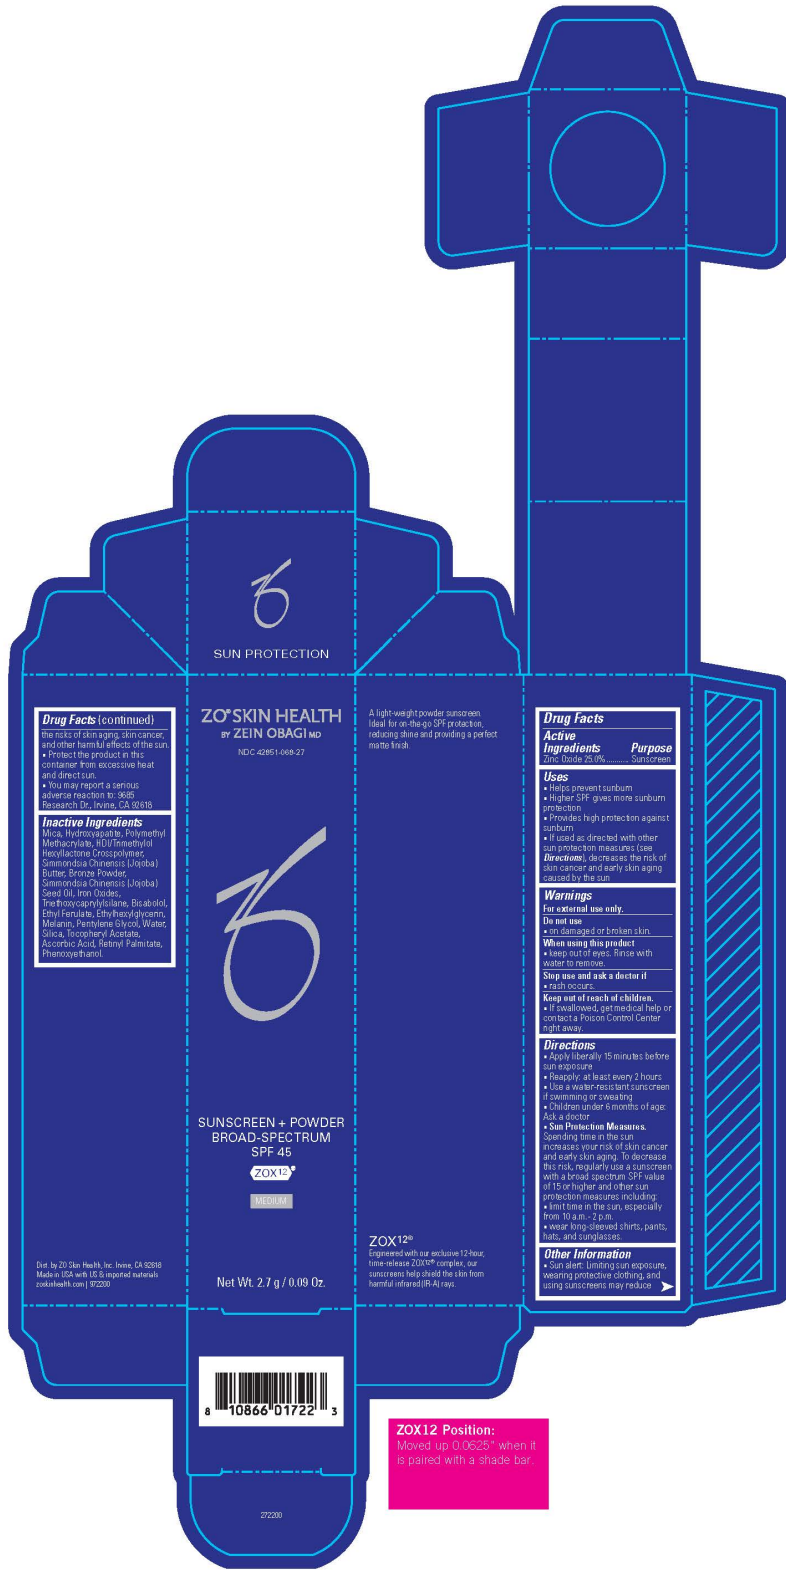 SUN PROTECTION
Drug Facts (continued)
the risks of skin aging, skin cancer,
and other harmful effects of the sun.
▪ Protect the product in this
container from excessive heat
and direct sun.
▪ You may report a serious
adverse reaction to: 9685
Research Dr., Irvine, CA 92618
Inactive Ingredients
Mica, Hydroxyapatite, Polymethyl
Methacrylate, HDI/Trimethylol
Hexyllactone Crosspolymer,
Simmondsia Chinensis (Jojoba)
Butter, Bronze Powder,
Simmondsia Chinensis (Jojoba)
Seed Oil, Iron Oxides,
Triethoxycaprylylsilane, Bisabolol,
Ethyl Ferulate, Ethylhexylglycerin,
Melanin, Pentylene Glycol, Water,
Silica, Tocopheryl Acetate,
Ascorbic Acid, Retinyl Palmitate,
Phenoxyethanol.
Dist. by ZO Skin Health, Inc. Irvine, CA 92618
Made in USA with US & imported materials
zoskinhealth.com | 972200
ZO® SKIN HEALTH
BY ZEIN OBAGI MD
NDC 42851-068-27
SUNSCREEN + POWDER
BROAD-SPECTRUM
SPF 45
ZOX12®
MEDIUM
Net Wt. 2.7 g / 0.09 Oz.
A light-weight powder sunscreen.
Ideal for on-the-go SPF protection,
reducing shine and providing a perfect
matte finish.
ZOX12®
Engineered with our exclusive 12-hour,
time-release ZOX12® complex, our
sunscreens help shield the skin from
harmful infrared (IR-A) rays.
Drug Facts
Active
Ingredients Purpose
Zinc Oxide 25.0% ........... Sunscreen
Uses
▪ Helps prevent sunburn
▪ Higher SPF gives more sunburn
protection
▪ Provides high protection against
sunburn
▪ If used as directed with other
sun protection measures (see
Directions), decreases the risk of
skin cancer and early skin aging
caused by the sun
Warnings
For external use only.
Do not use
▪ on damaged or broken skin.
When using this product
▪ keep out of eyes. Rinse with
water to remove.
Stop use and ask a doctor if
▪ rash occurs.
Keep out of reach of children.
▪ If swallowed, get medical help or
contact a Poison Control Center
right away.
Directions
▪ Apply liberally 15 minutes before
sun exposure
▪ Reapply: at least every 2 hours
▪ Use a water-resistant sunscreen
if swimming or sweating
▪ Children under 6 months of age:
Ask a doctor
▪ Sun Protection Measures.
Spending time in the sun
increases your risk of skin cancer
and early skin aging. To decrease
this risk, regularly use a sunscreen
with a broad spectrum SPF value
of 15 or higher and other sun
protection measures including:
▪ limit time in the sun, especially
from 10 a.m.- 2 p.m.
▪ wear long-sleeved shirts, pants,
hats, and sunglasses.
Other Information
▪ Sun alert: Limiting sun exposure,
wearing protective clothing, and
using sunscreens may reduce
8 10866 01722 3
272200
ZOX12 Position:
Moved up 0.0625" when it
is paired with a shade bar.